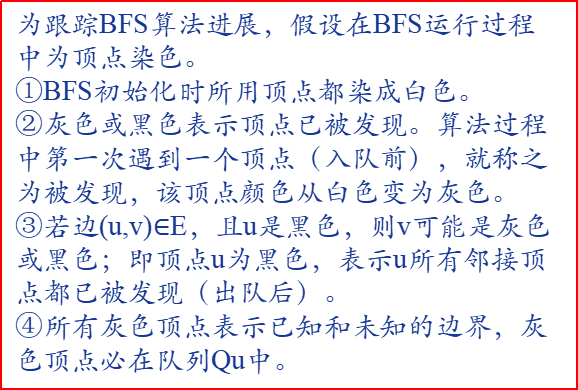 为跟踪BFS算法进展，假设在BFS运行过程
中为顶点染色。
①BFS初始化时所用顶点都染成白色。
②灰色或黑色表示顶点已被发现。算法过程
中第一次遇到一个顶点（入队前），就称之
为被发现，该顶点颜色从白色变为灰色。
③若边(u,v)∈E，且u是黑色，则v可能是灰色
或黑色；即顶点u为黑色，表示u所有邻接顶
点都已被发现（出队后）。
④所有灰色顶点表示已知和未知的边界，灰
色顶点必在队列Qu中。